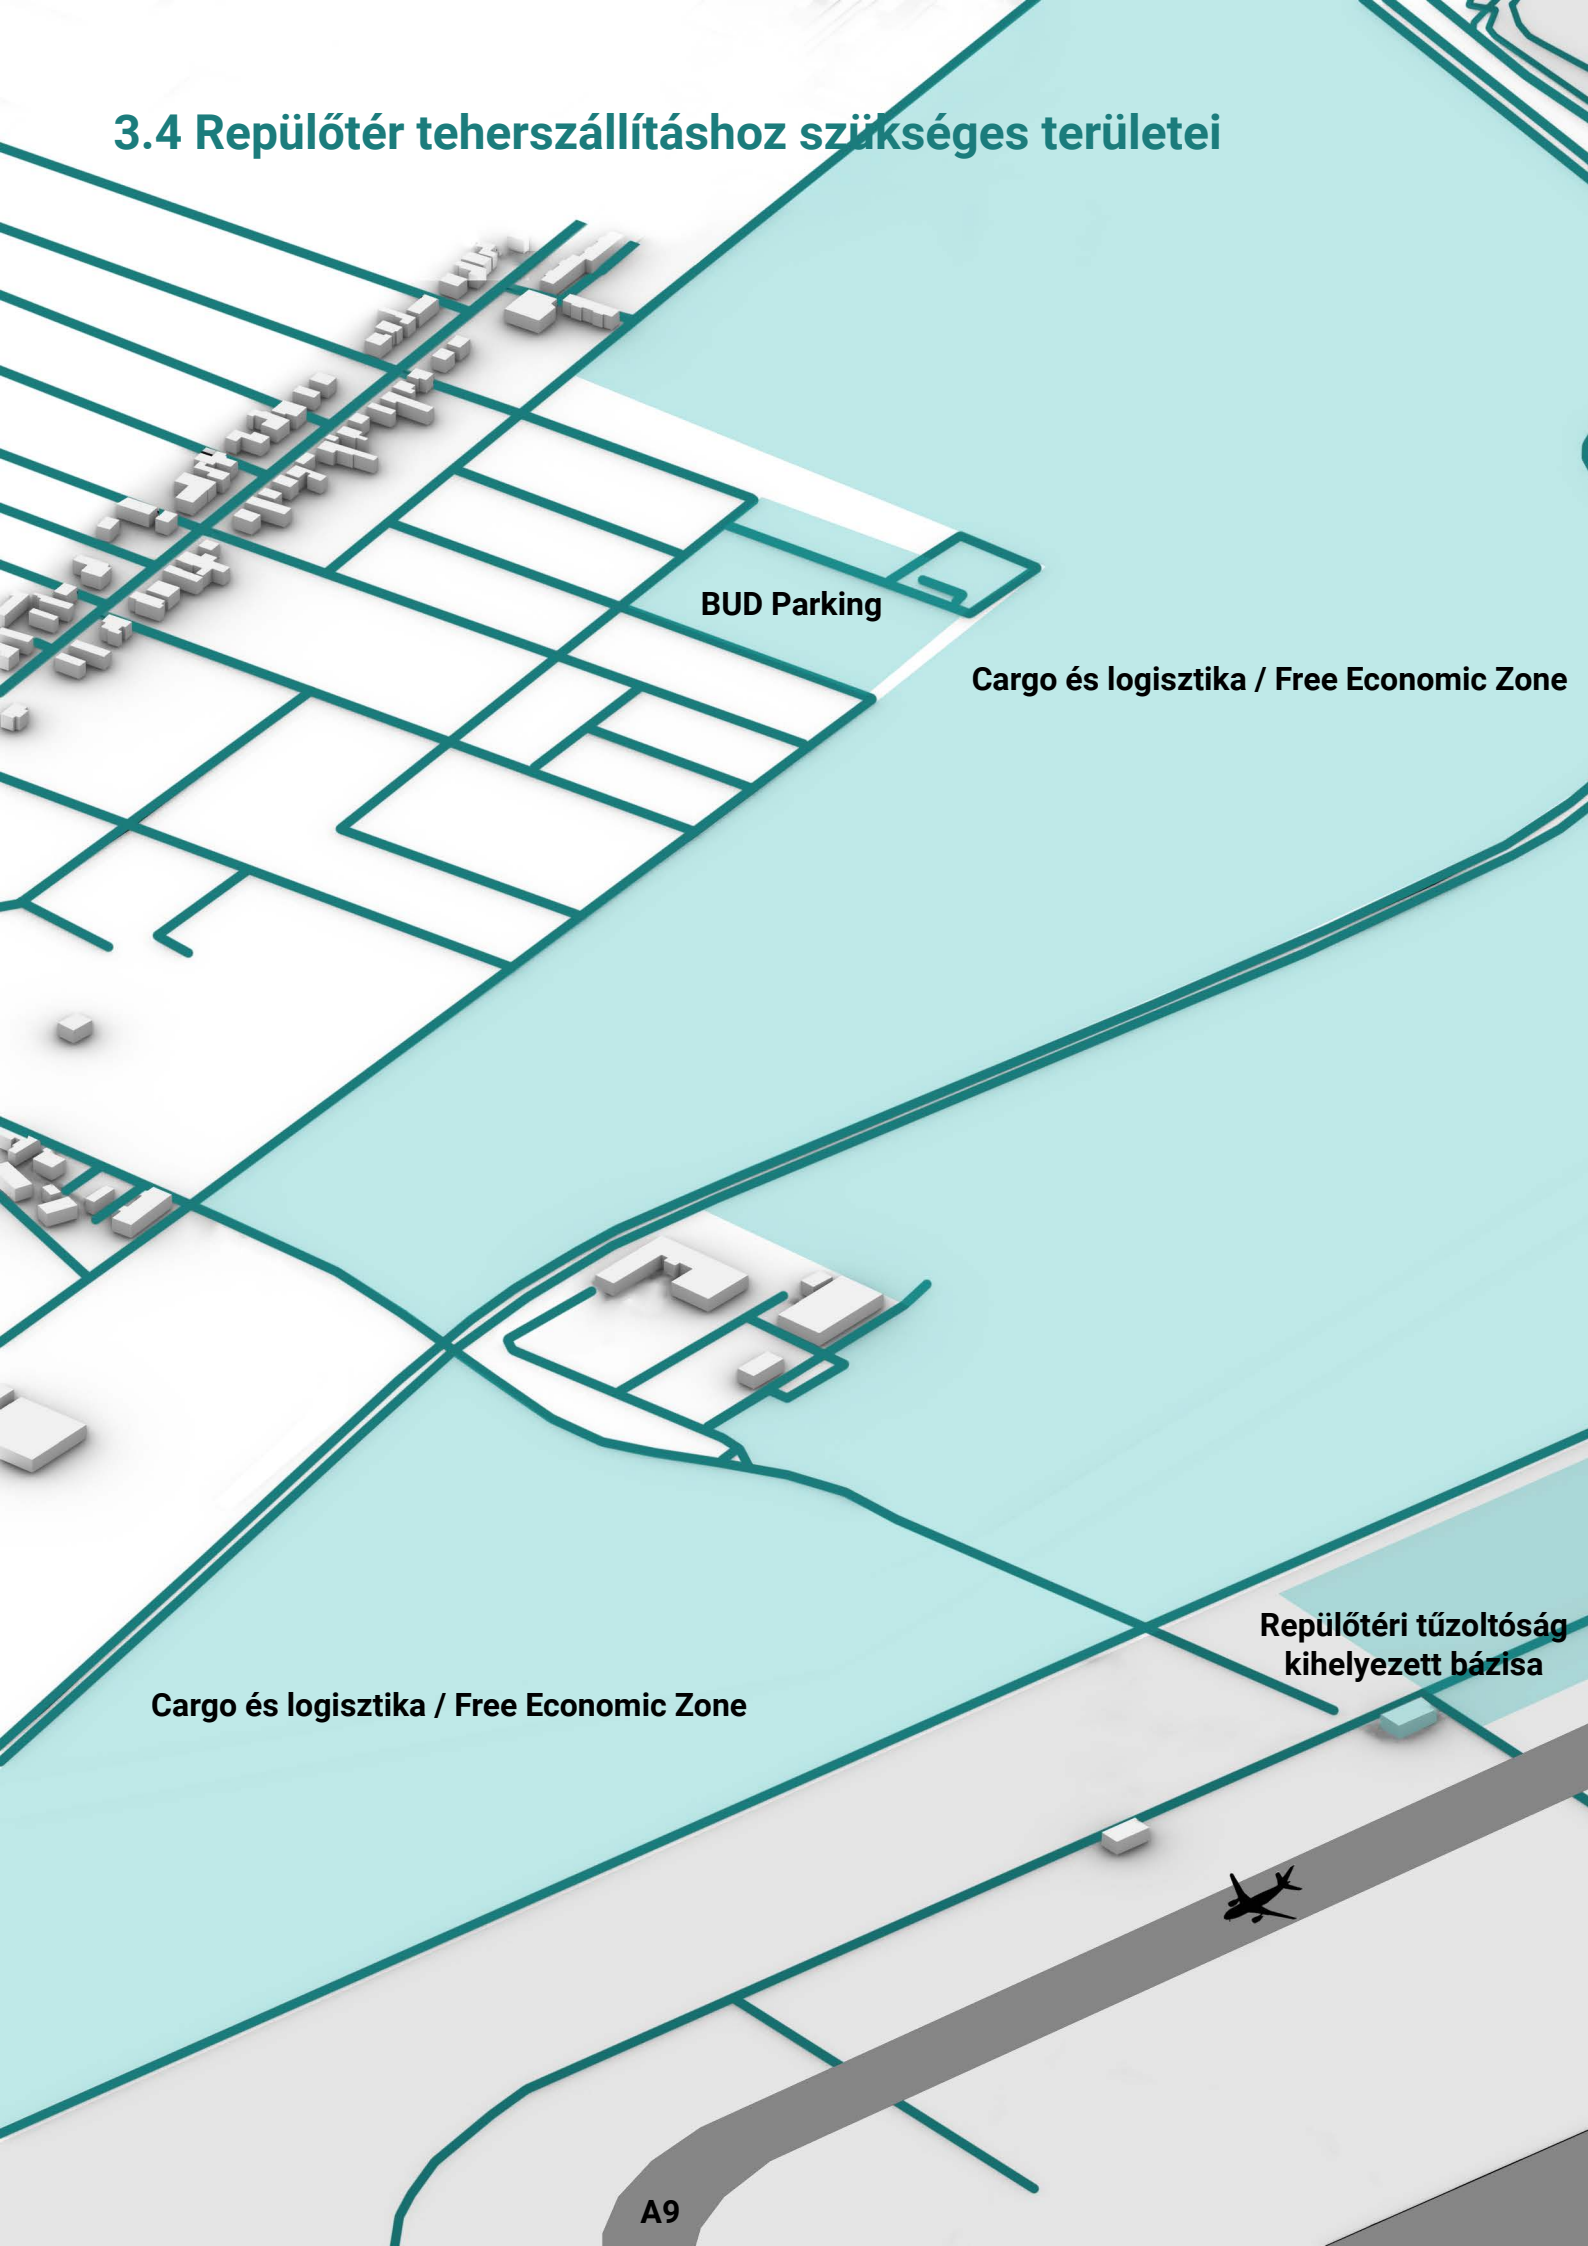 3.4 Repülőtér teherszállításhoz szükséges területei
BUD Parking
Cargo és logisztika / Free Economic Zone
Repülőtéri tűzoltóság
kihelyezett bázisa
Cargo és logisztika / Free Economic Zone
A9